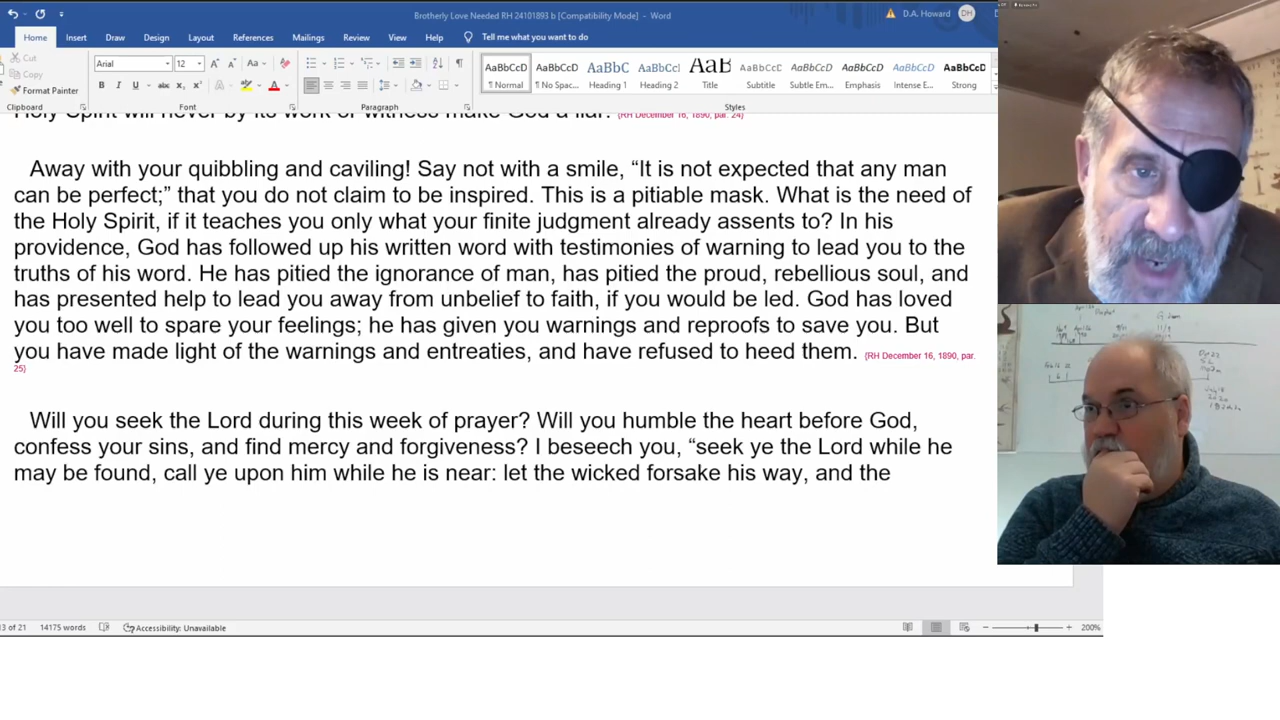 Brotherly Love Needed RH 24101893 b [Compatibility Mode] - Word
D.A. Howard DH
Home Insert Draw Design Layout References Mailings Review View Help Tell me what you want to do
Cut
Copy
Format Painter
Clipboard
Arial 12
Font
Paragraph
AaBbCcD AaBbCcD AaBbC AaBbCcI AaB AaBbCcD AaBbCcD AaBbCcD AaBbCcD AaBbCcD
¶ Normal ¶ No Spac... Heading 1 Heading 2 Title Subtitle Subtle Em... Emphasis Intense E... Strong
Styles
Holy Spirit will never by its work or witness make God a liar. {RH December 16, 1890, par. 24}
Away with your quibbling and caviling! Say not with a smile, “It is not expected that any man
can be perfect;” that you do not claim to be inspired. This is a pitiable mask. What is the need of
the Holy Spirit, if it teaches you only what your finite judgment already assents to? In his
providence, God has followed up his written word with testimonies of warning to lead you to the
truths of his word. He has pitied the ignorance of man, has pitied the proud, rebellious soul, and
has presented help to lead you away from unbelief to faith, if you would be led. God has loved
you too well to spare your feelings; he has given you warnings and reproofs to save you. But
you have made light of the warnings and entreaties, and have refused to heed them. {RH December 16, 1890, par.
25}
Will you seek the Lord during this week of prayer? Will you humble the heart before God,
confess your sins, and find mercy and forgiveness? I beseech you, “seek ye the Lord while he
may be found, call ye upon him while he is near: let the wicked forsake his way, and the
13 of 21 14175 words Accessibility: Unavailable 200%